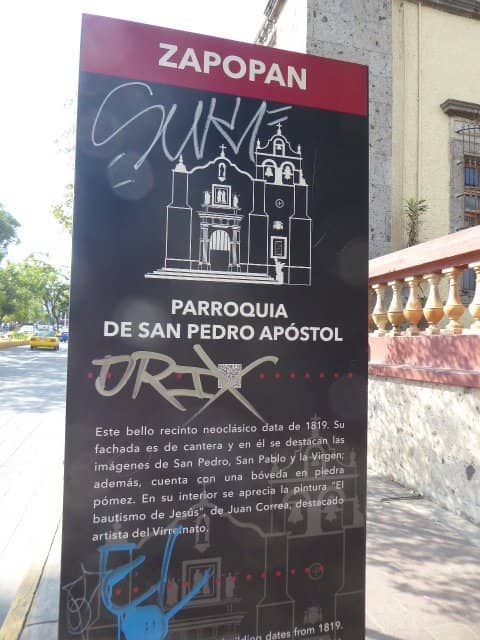 ZAPOPAN
PARROQUIA
DE SAN PEDRO APÓSTOL
ORIX
Este bello recinto neoclásico data de 1819. Su
fachada es de cantera y en él se destacan las
imágenes de San Pedro, San Pablo y la Virgen;
además, cuenta con una bóveda en piedra
pómez. En su interior se aprecia la pintura "El
bautismo de Jesús", de Juan Correa, destacado
artista del Virreinato.
building dates from 1819.